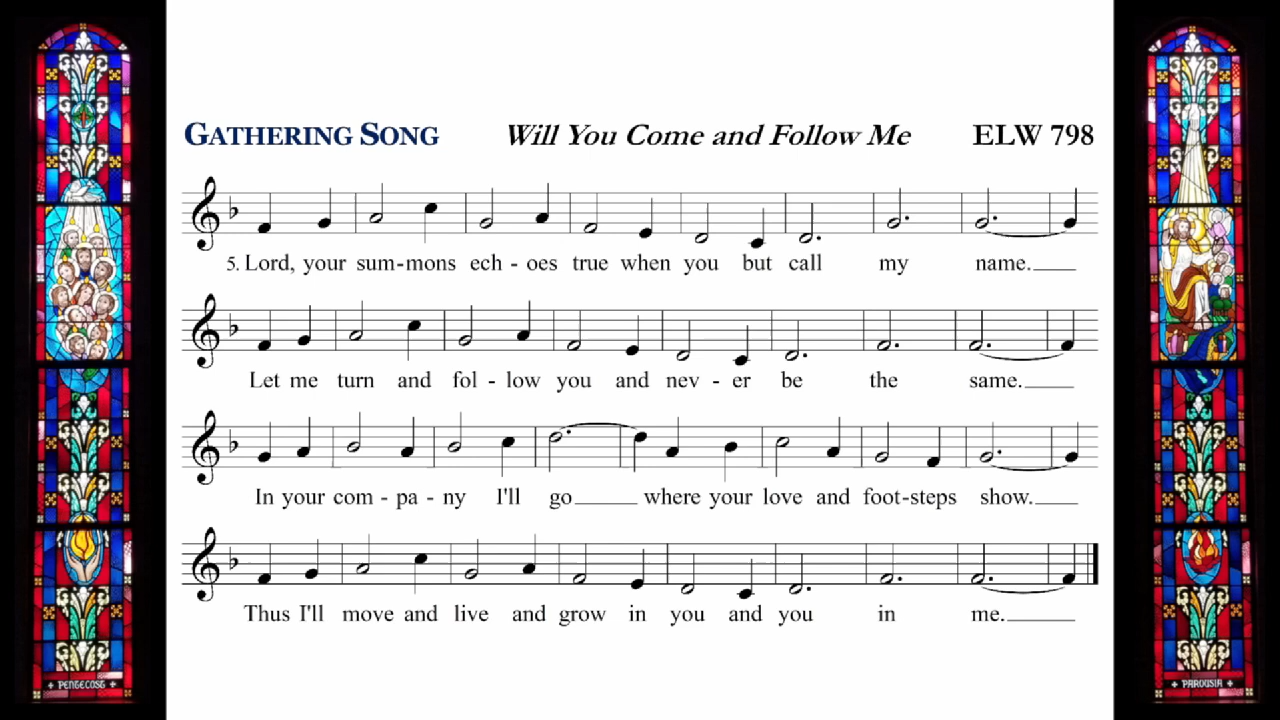 GATHERING SONG Will You Come and Follow Me ELW 798
5. Lord, your sum-mons ech - oes true when you but call my name.
Let me turn and fol - low you and nev - er be the same.
In your com - pa - ny I'll go where your love and foot-steps show.
Thus I'll move and live and grow in you and you in me.
+ PENTECOST +
+ PAROUSIA +